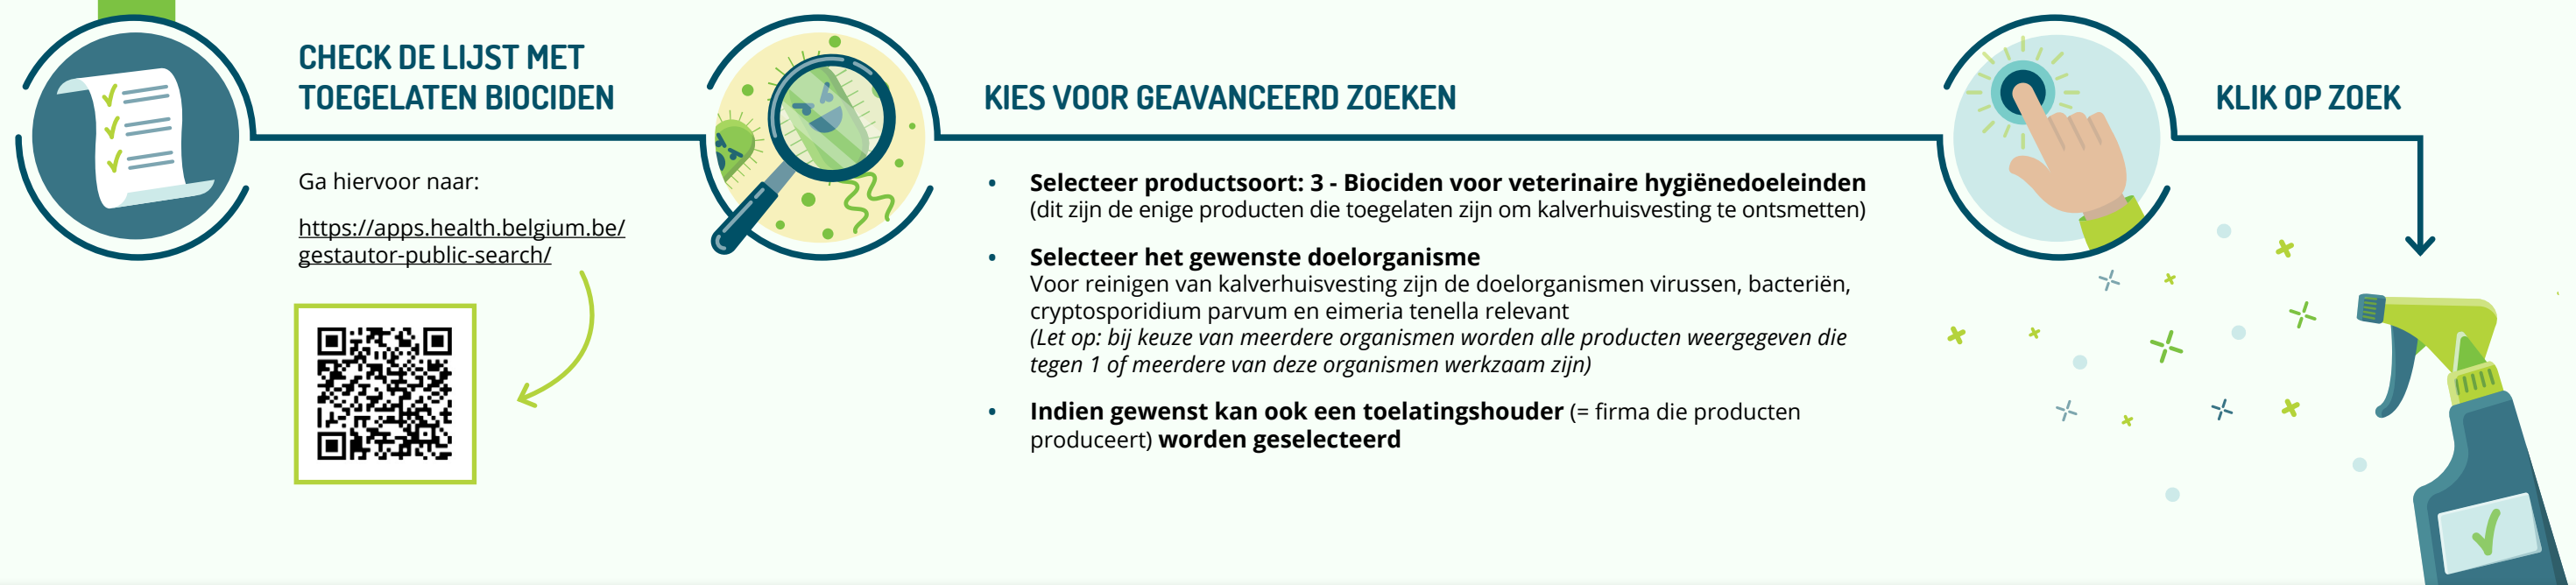 CHECK DE LIJST MET
TOEGELATEN BIOCIDEN
Ga hiervoor naar:
https://apps.health.belgium.be/
gestautor-public-search/
KIES VOOR GEAVANCEERD ZOEKEN
• Selecteer productsoort: 3 - Biociden voor veterinaire hygiënedoeleinden
(dit zijn de enige producten die toegelaten zijn om kalverhuisvesting te ontsmetten)
• Selecteer het gewenste doelorganisme
Voor reinigen van kalverhuisvesting zijn de doelorganismen virussen, bacteriën,
cryptosporidium parvum en eimeria tenella relevant
(Let op: bij keuze van meerdere organismen worden alle producten weergegeven die
tegen 1 of meerdere van deze organismen werkzaam zijn)
• Indien gewenst kan ook een toelatingshouder (= firma die producten
produceert) worden geselecteerd
KLIK OP ZOEK